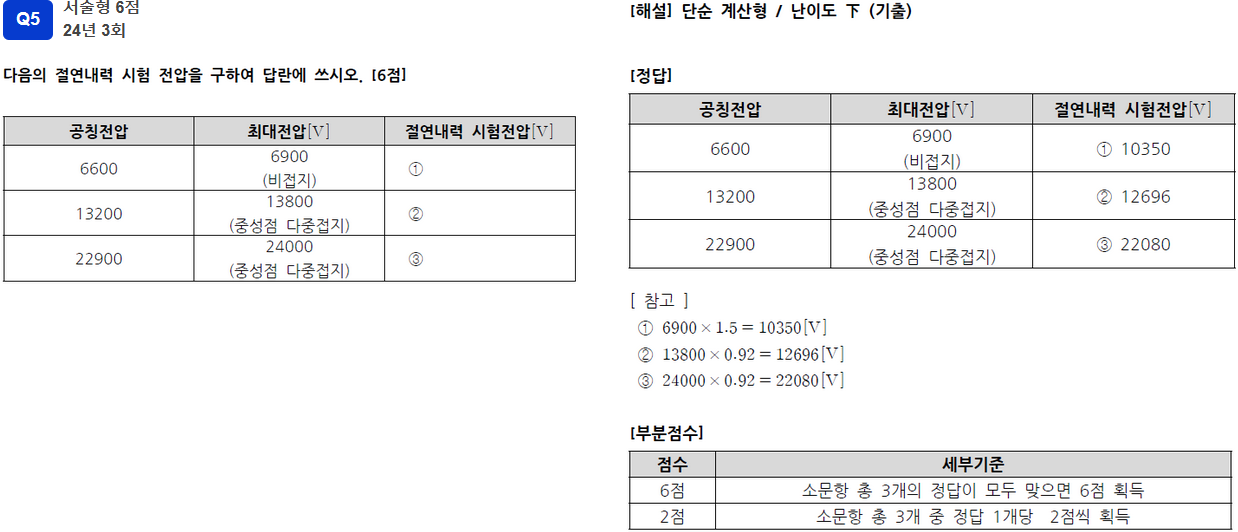 Q5
서술형 6점
24년 3회
다음의 절연내력 시험 전압을 구하여 답란에 쓰시오. [6점]
공칭전압 최대전압[V] 절연내력 시험전압[V]
6600 6900 (비접지) ①
13200 13800 (중성점 다중접지) ②
22900 24000 (중성점 다중접지) ③
[해설] 단순 계산형 / 난이도 下 (기출)
[정답]
공칭전압 최대전압[V] 절연내력 시험전압[V]
6600 6900 (비접지) ① 10350
13200 13800 (중성점 다중접지) ② 12696
22900 24000 (중성점 다중접지) ③ 22080
[ 참고 ]
① 6900×1.5=10350[V]
② 13800×0.92=12696[V]
③ 24000×0.92=22080[V]
[부분점수]
점수 세부기준
6점 소문항 총 3개의 정답이 모두 맞으면 6점 획득
2점 소문항 총 3개 중 정답 1개당 2점씩 획득